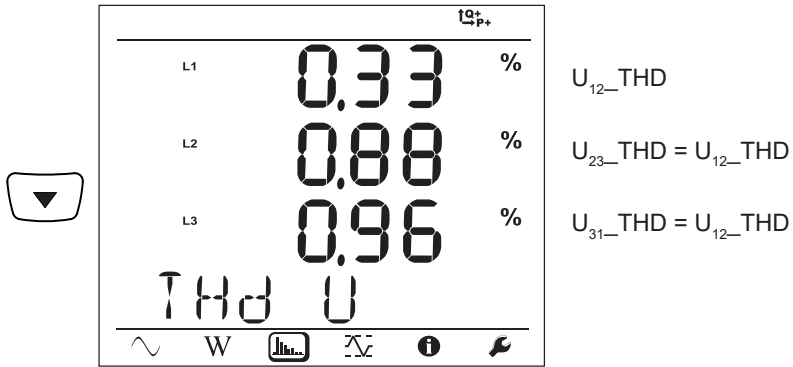 Q+
P+
L1 0.33 % U12_THD
L2 0.88 % U23_THD = U12_THD
L3 0.96 % U31_THD = U12_THD
THd U
W